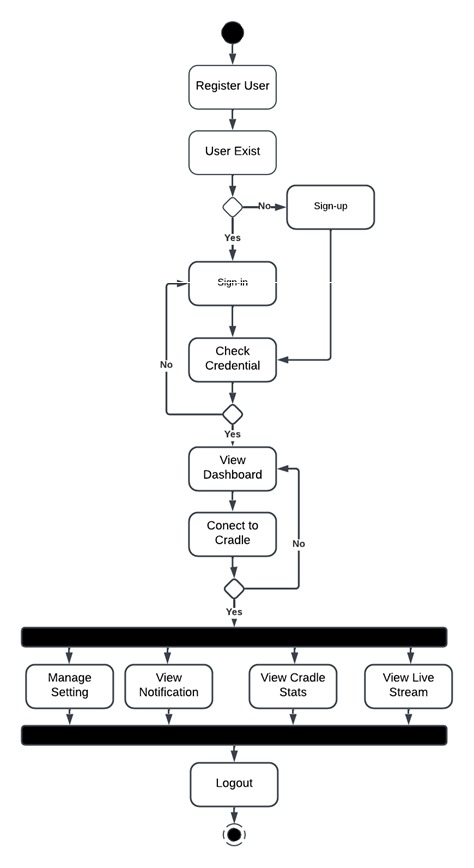 Register User
User Exist
No
Sign-up
Yes
Sign-in
Check
Credential
No
Yes
View
Dashboard
Conect to
Cradle
No
Yes
Manage
Setting
View
Notification
View Cradle
Stats
View Live
Stream
Logout